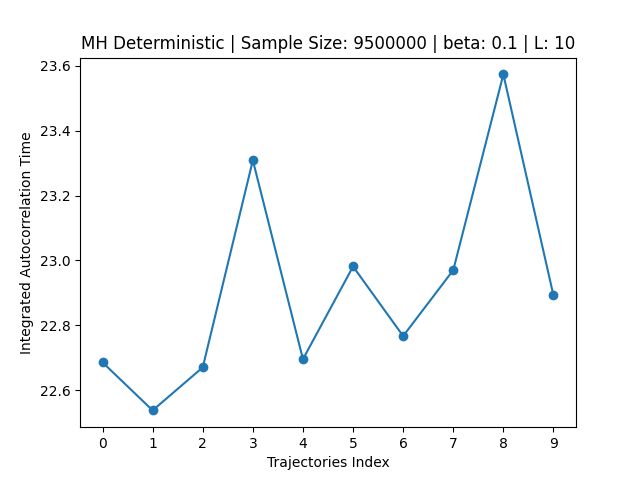 MH Deterministic | Sample Size: 9500000 | beta: 0.1 | L: 10
23.6
23.4
23.2
23.0
22.8
22.6
Integrated Autocorrelation Time
0 1 2 3 4 5 6 7 8 9
Trajectories Index